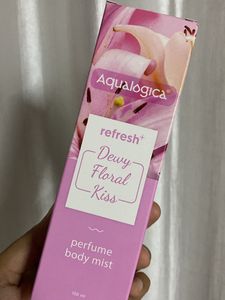 Aqualogica
refresh+
Dewy
Floral
Kiss
perfume
body mist